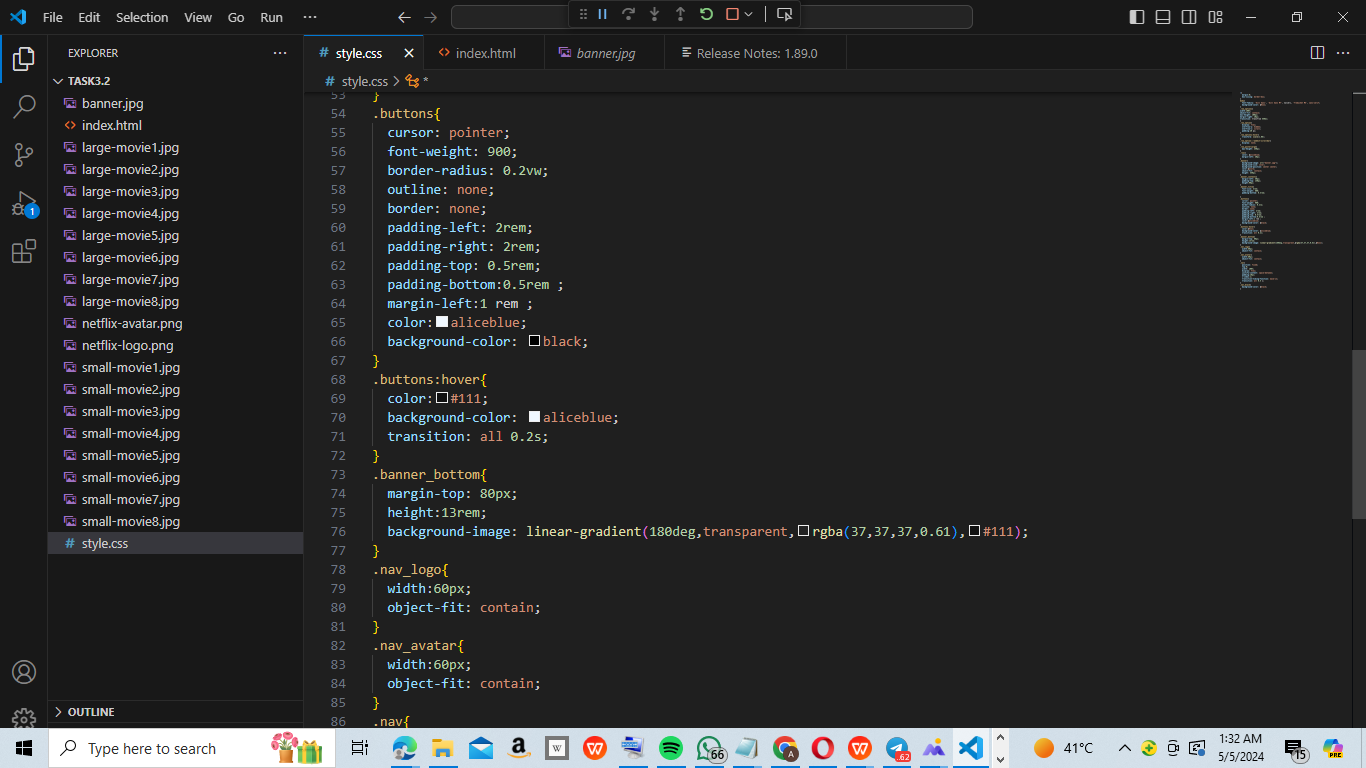 File Edit Selection View Go Run ···
EXPLORER ···
TASK3.2
banner.jpg
index.html
large-movie1.jpg
large-movie2.jpg
large-movie3.jpg
large-movie4.jpg
large-movie5.jpg
large-movie6.jpg
large-movie7.jpg
large-movie8.jpg
netflix-avatar.png
netflix-logo.png
small-movie1.jpg
small-movie2.jpg
small-movie3.jpg
small-movie4.jpg
small-movie5.jpg
small-movie6.jpg
small-movie7.jpg
small-movie8.jpg
# style.css
OUTLINE
1
# style.css <> index.html banner.jpg Release Notes: 1.89.0 ···
# style.css > *
53 }
54 .buttons{
55 cursor: pointer;
56 font-weight: 900;
57 border-radius: 0.2vw;
58 outline: none;
59 border: none;
60 padding-left: 2rem;
61 padding-right: 2rem;
62 padding-top: 0.5rem;
63 padding-bottom:0.5rem ;
64 margin-left:1 rem ;
65 color:aliceblue;
66 background-color: black;
67 }
68 .buttons:hover{
69 color:#111;
70 background-color: aliceblue;
71 transition: all 0.2s;
72 }
73 .banner_bottom{
74 margin-top: 80px;
75 height:13rem;
76 background-image: linear-gradient(180deg,transparent,rgba(37,37,37,0.61),#111);
77 }
78 .nav_logo{
79 width:60px;
80 object-fit: contain;
81 }
82 .nav_avatar{
83 width:60px;
84 object-fit: contain;
85 }
86 .nav{
Type here to search
a
W
66
A
.62
41°C
1:32 AM
5/5/2024
15
PRE